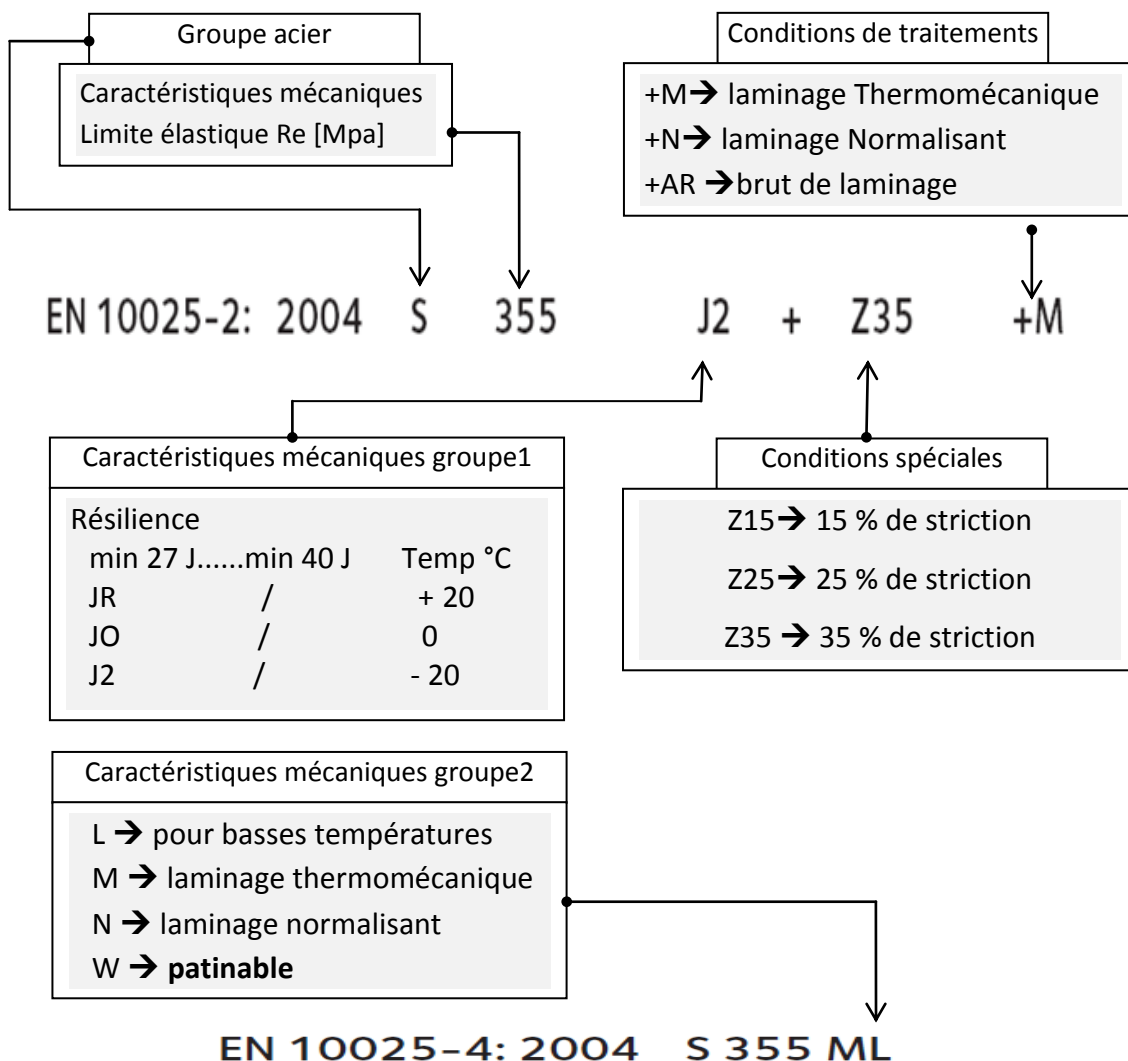 Groupe acier
Caractéristiques mécaniques
Limite élastique Re [Mpa]
Conditions de traitements
+M➔ laminage Thermomécanique
+N➔ laminage Normalisant
+AR ➔brut de laminage
EN 10025-2: 2004 S 355 J2 + Z35 +M
Caractéristiques mécaniques groupe1
Résilience
min 27 J......min 40 J Temp °C
JR / + 20
JO / 0
J2 / - 20
Conditions spéciales
Z15➔ 15 % de striction
Z25➔ 25 % de striction
Z35 ➔ 35 % de striction
Caractéristiques mécaniques groupe2
L ➔ pour basses températures
M ➔ laminage thermomécanique
N ➔ laminage normalisant
W ➔ patinable
EN 10025-4: 2004 S 355 ML